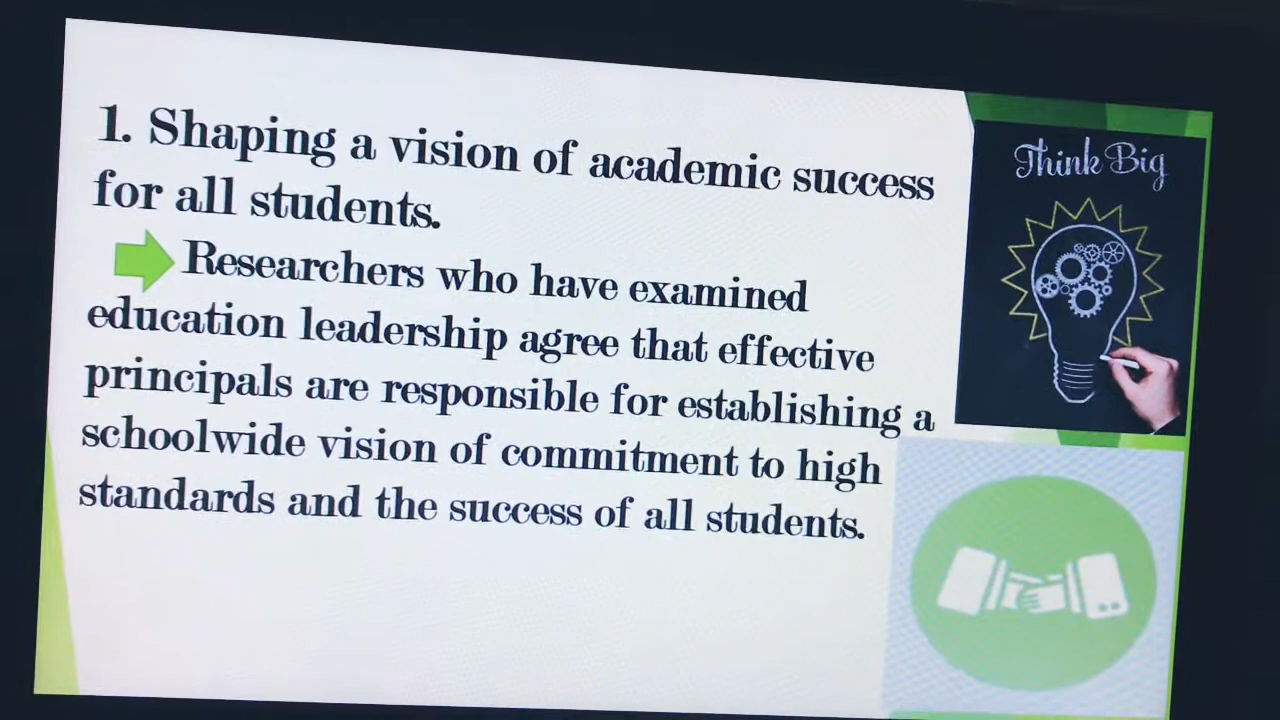 1. Shaping a vision of academic success
for all students.
Researchers who have examined
education leadership agree that effective
principals are responsible for establishing a
schoolwide vision of commitment to high
standards and the success of all students.
Think Big